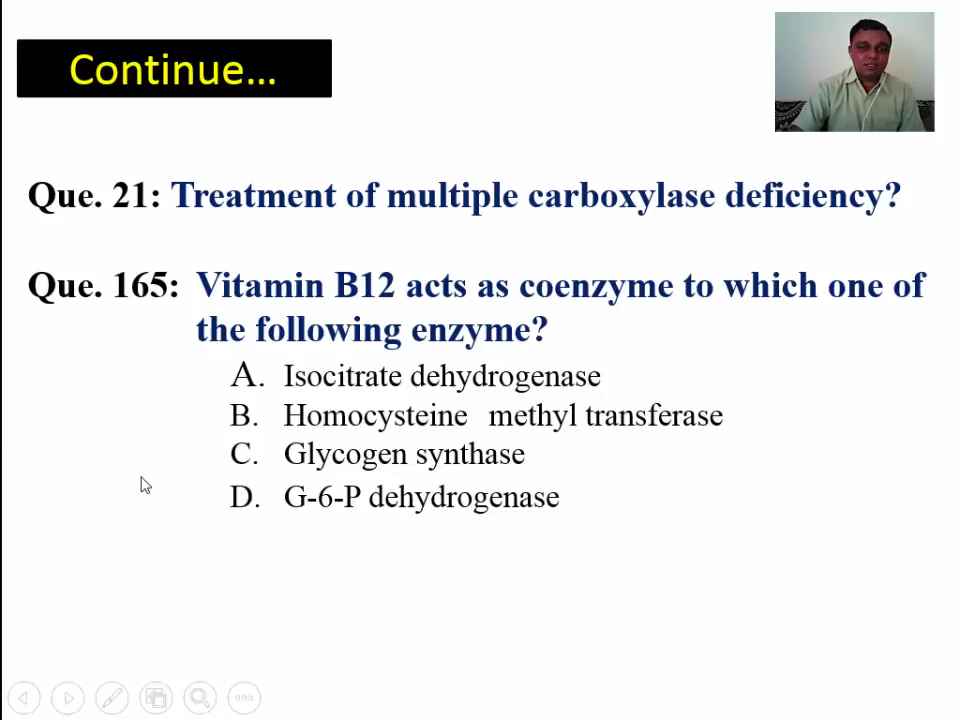 Continue...
Que. 21: Treatment of multiple carboxylase deficiency?
Que. 165: Vitamin B12 acts as coenzyme to which one of
the following enzyme?
A. Isocitrate dehydrogenase
B. Homocysteine methyl transferase
C. Glycogen synthase
D. G-6-P dehydrogenase